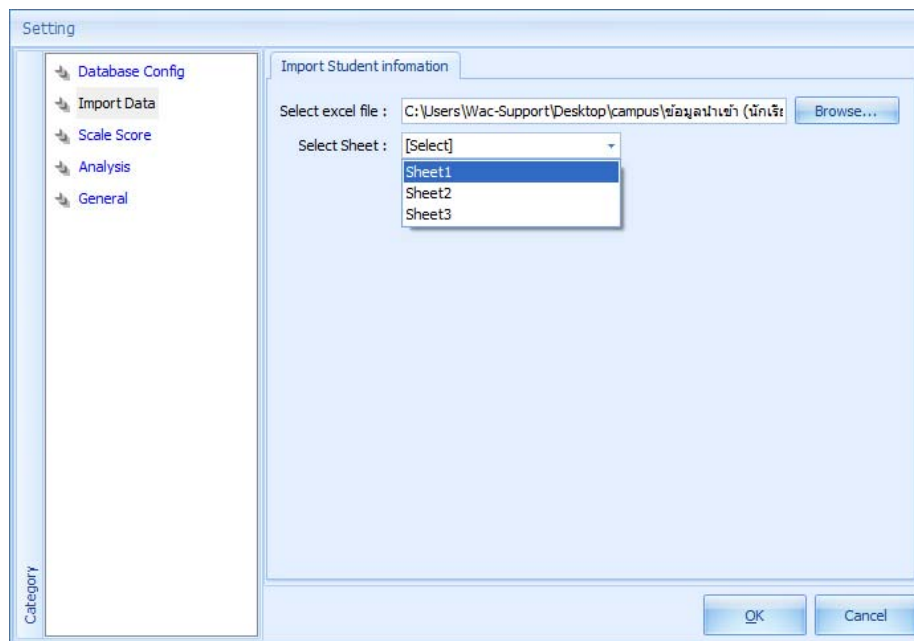 Setting
Database Config
Import Data
Scale Score
Analysis
General
Category
Import Student infomation
Select excel file : C:\Users\Wac-Support\Desktop\campus\ข้อมูลนำเข้า (นักเรีย Browse...
Select Sheet : [Select]
Sheet1
Sheet2
Sheet3
OK Cancel